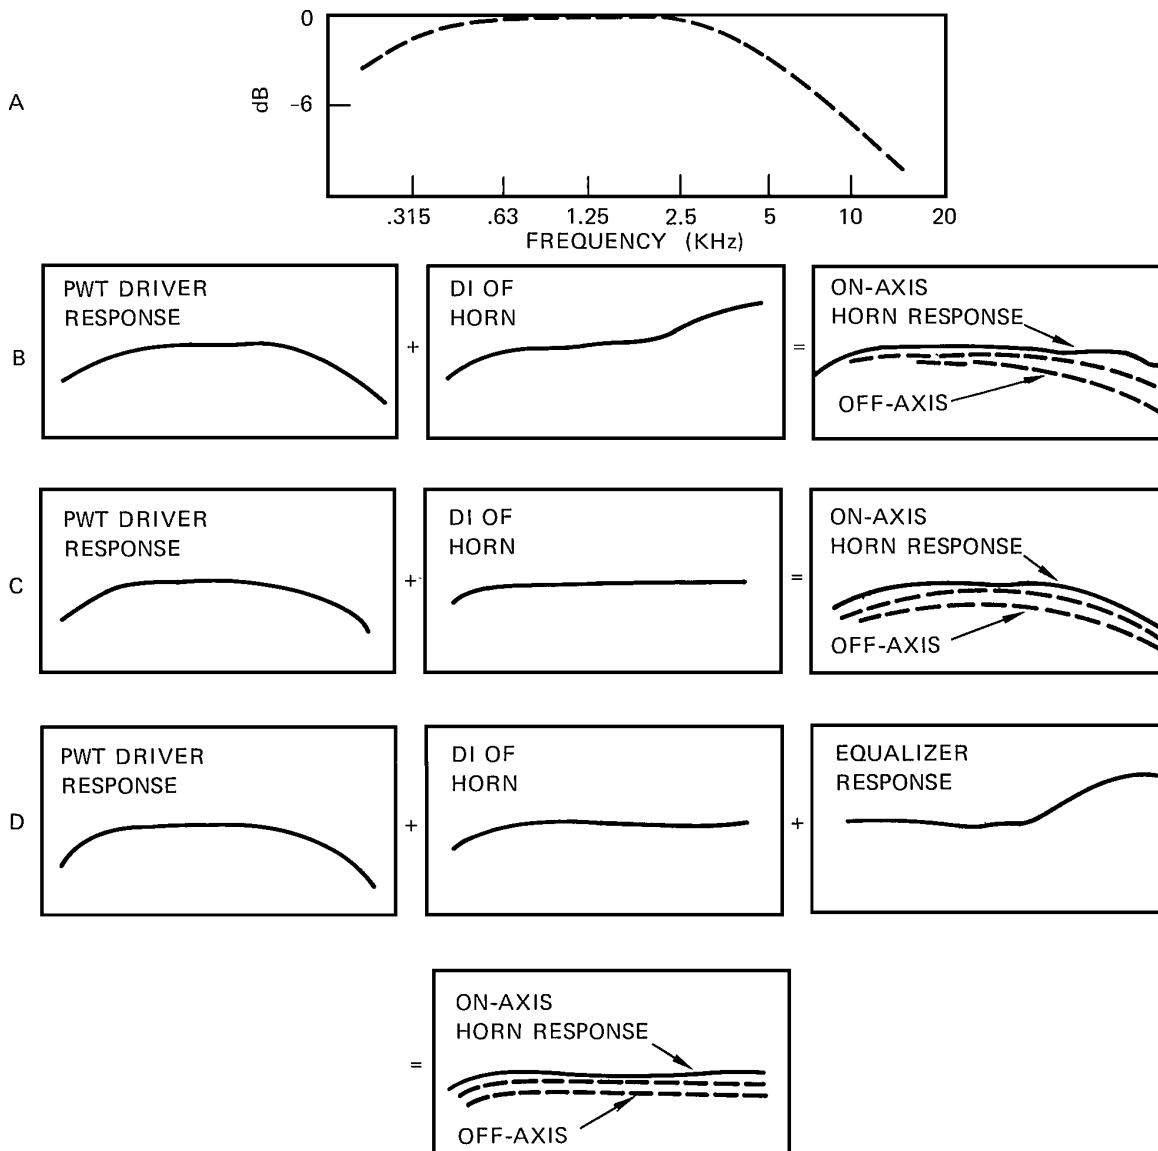 A
0
dB
-6
.315 .63 1.25 2.5 5 10 20
FREQUENCY (KHz)
B
PWT DRIVER
RESPONSE
+
DI OF
HORN
=
ON-AXIS
HORN RESPONSE
OFF-AXIS
C
PWT DRIVER
RESPONSE
+
DI OF
HORN
=
ON-AXIS
HORN RESPONSE
OFF-AXIS
D
PWT DRIVER
RESPONSE
+
DI OF
HORN
+
EQUALIZER
RESPONSE
=
ON-AXIS
HORN RESPONSE
OFF-AXIS